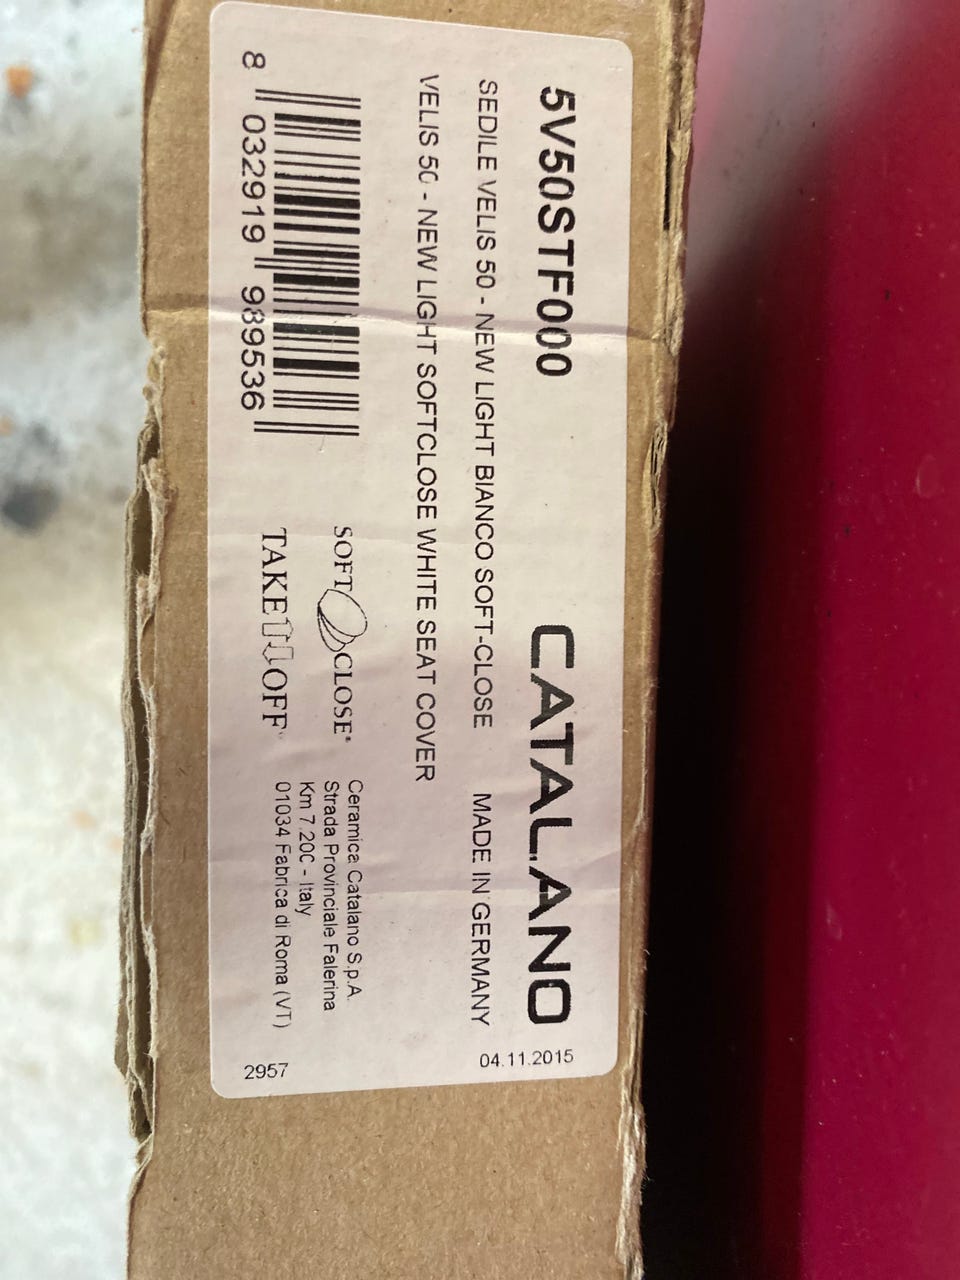 5V50STF000 CATALANO
SEDILE VELIS 50 - NEW LIGHT BIANCO SOFT-CLOSE MADE IN GERMANY
04.11.2015
VELIS 50 - NEW LIGHT SOFTCLOSE WHITE SEAT COVER
8 032919 989536
SOFT CLOSE®
TAKE OFF
Ceramica Catalano S.p.A.
Strada Provinciale Falerina
Km 7.200 - Italy
01034 Fabrica di Roma (VT)
2957